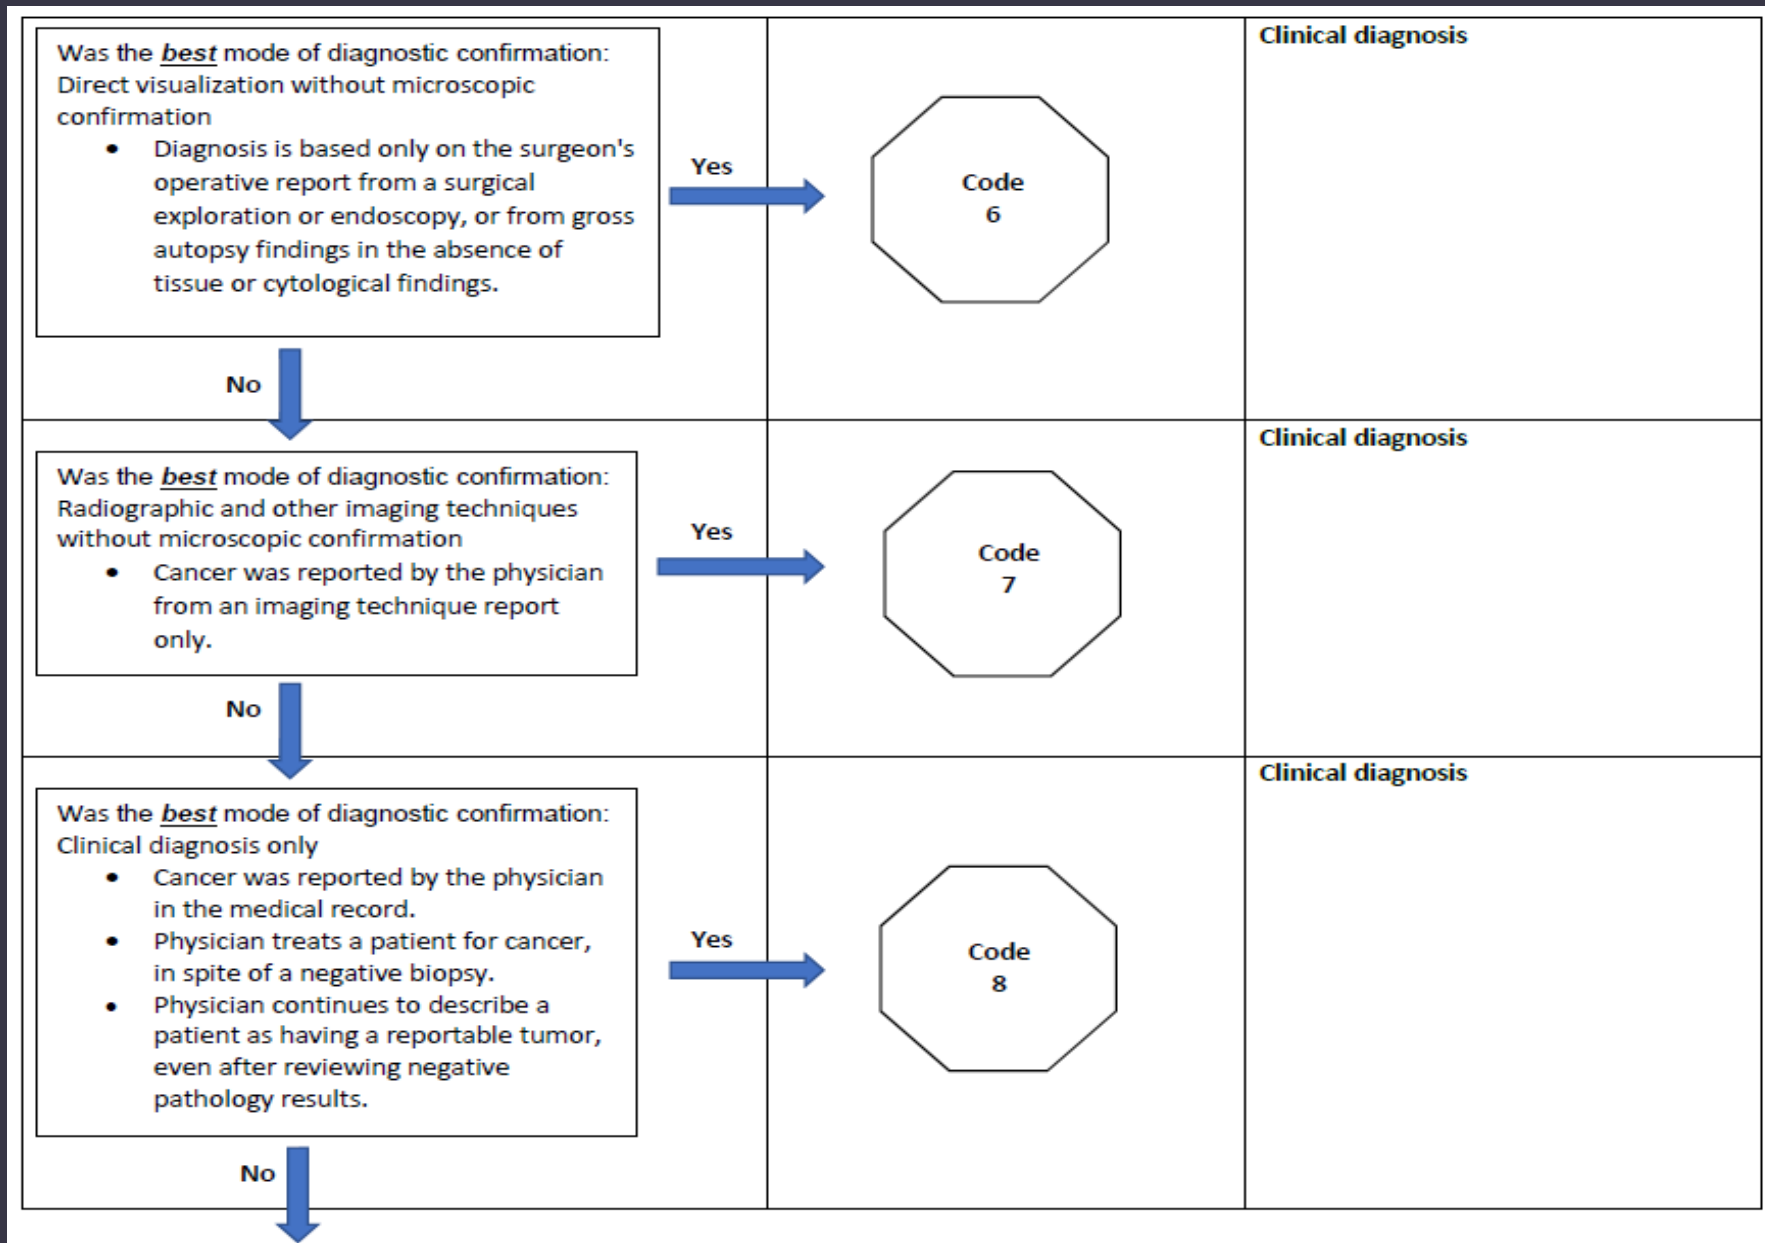 Was the best mode of diagnostic confirmation:
Direct visualization without microscopic
confirmation
• Diagnosis is based only on the surgeon's
operative report from a surgical
exploration or endoscopy, or from gross
autopsy findings in the absence of
tissue or cytological findings.
Yes
Code
6
Clinical diagnosis
No
Was the best mode of diagnostic confirmation:
Radiographic and other imaging techniques
without microscopic confirmation
• Cancer was reported by the physician
from an imaging technique report
only.
Yes
Code
7
Clinical diagnosis
No
Was the best mode of diagnostic confirmation:
Clinical diagnosis only
• Cancer was reported by the physician
in the medical record.
• Physician treats a patient for cancer,
in spite of a negative biopsy.
• Physician continues to describe a
patient as having a reportable tumor,
even after reviewing negative
pathology results.
Yes
Code
8
Clinical diagnosis
No